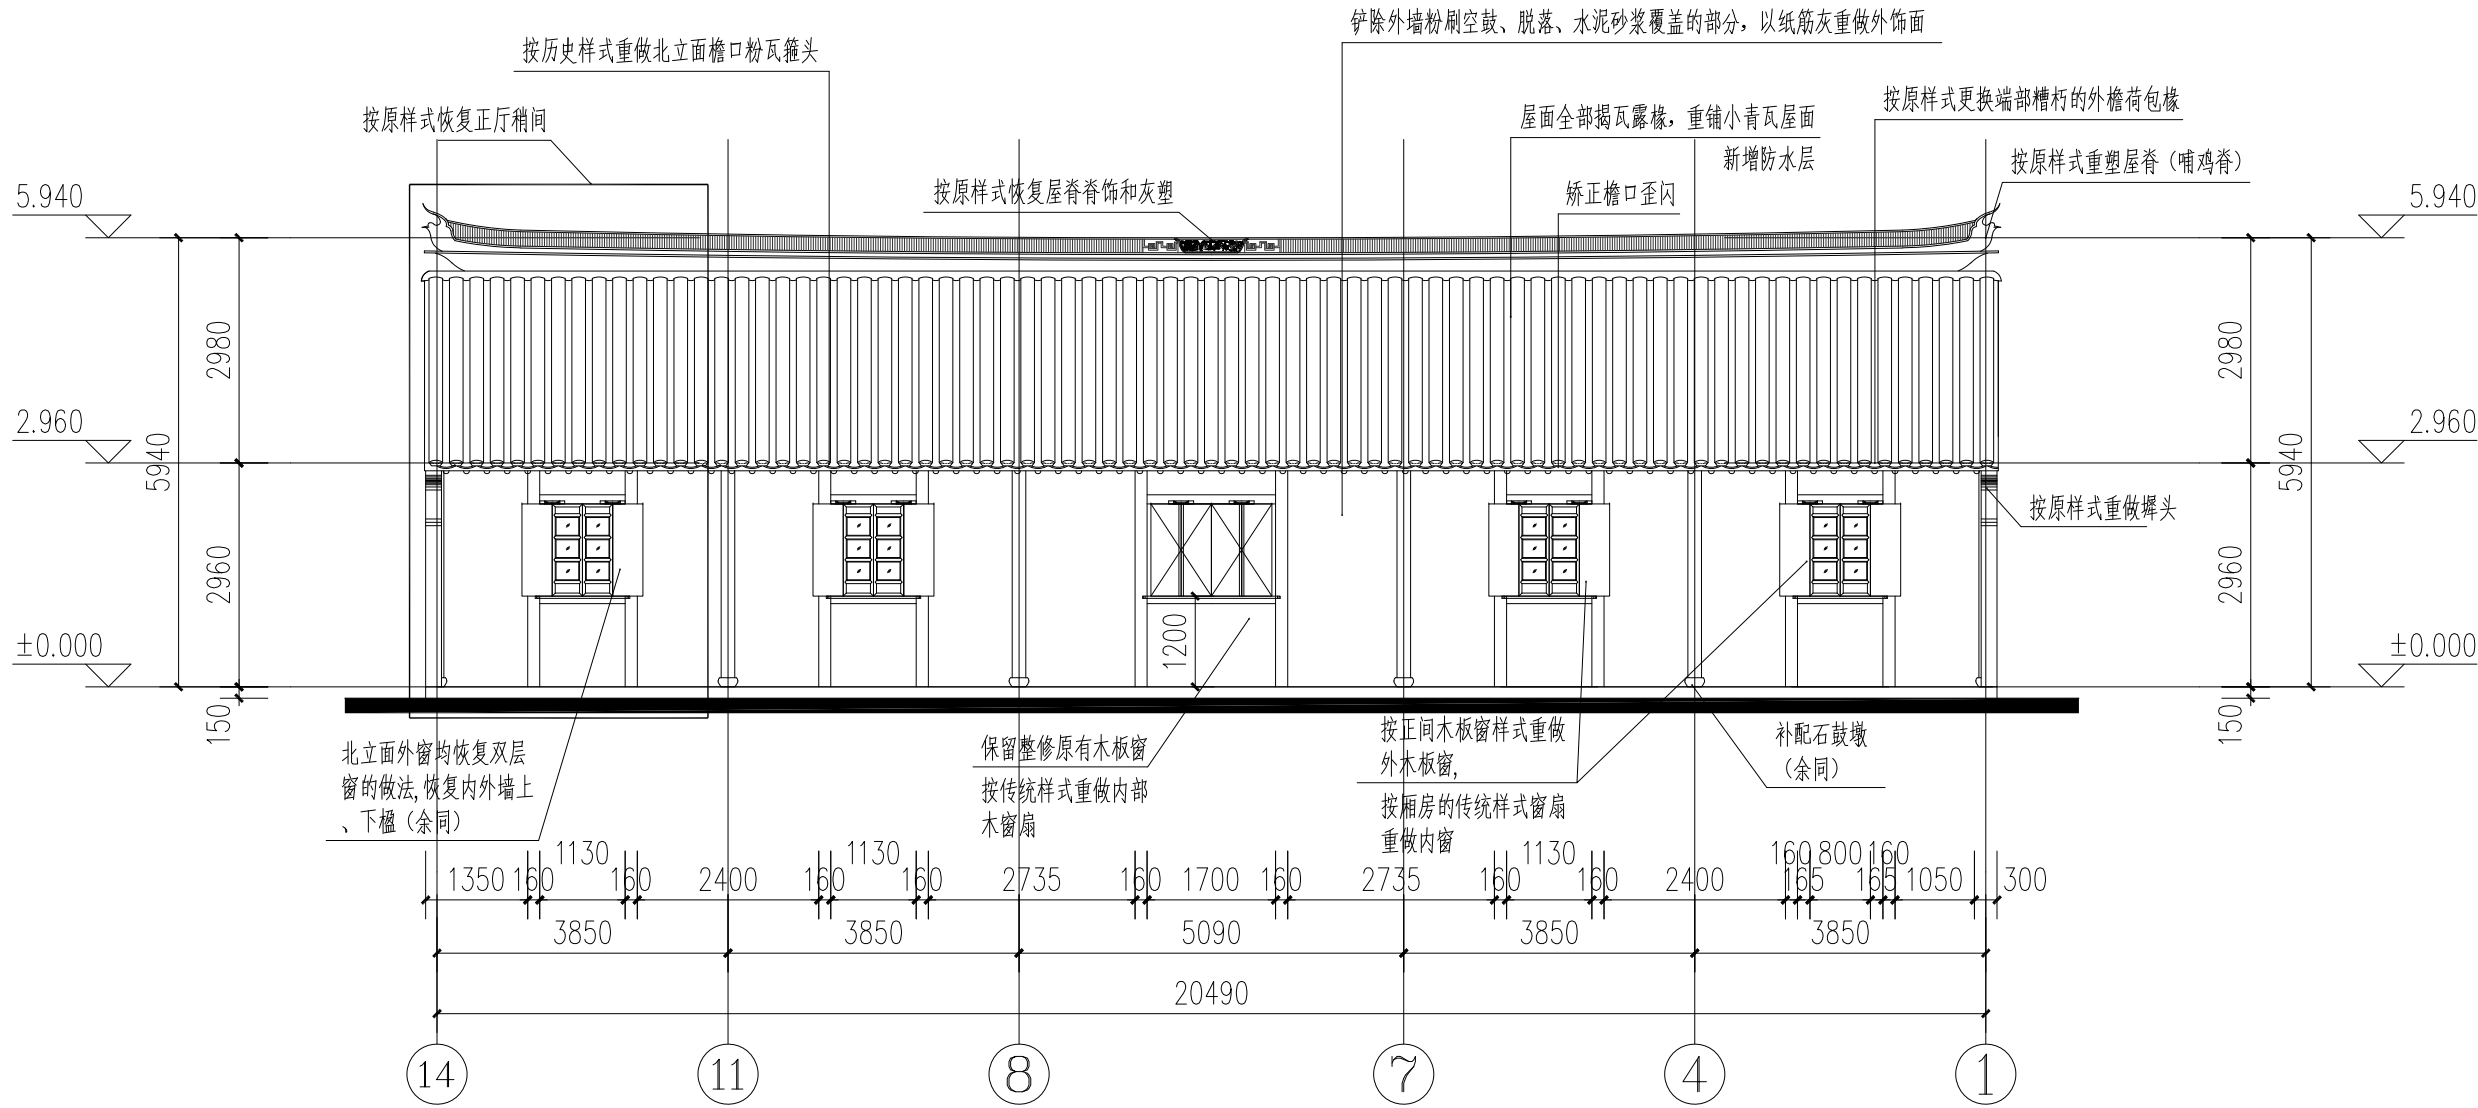 铲除外墙粉刷空鼓、脱落、水泥砂浆覆盖的部分，以纸筋灰重做外饰面
按历史样式重做北立面檐口粉瓦箍头
按原样式更换端部糟朽的外檐荷包椽
按原样式恢复正厅稍间
屋面全部揭瓦露椽，重铺小青瓦屋面
新增防水层
按原样式重塑屋脊（哺鸡脊）
按原样式恢复屋脊脊饰和灰塑
矫正檐口歪闪
5.940
5.940
2980
2980
2.960
2.960
5940
5940
按原样式重做墀头
2960
2960
1200
±0.000
±0.000
150
150
北立面外窗均恢复双层
窗的做法,恢复内外墙上
、下楹（余同）
保留整修原有木板窗
按传统样式重做内部
木窗扇
按正间木板窗样式重做
外木板窗,
按厢房的传统样式窗扇
重做内窗
补配石鼓墩
（余同）
1130 1130 1130 160 800 160
1350 160 160 2400 160 160 2735 160 1700 160 2735 160 160 2400 165 165 1050 300
3850 3850 5090 3850 3850
20490
14 11 8 7 4 1